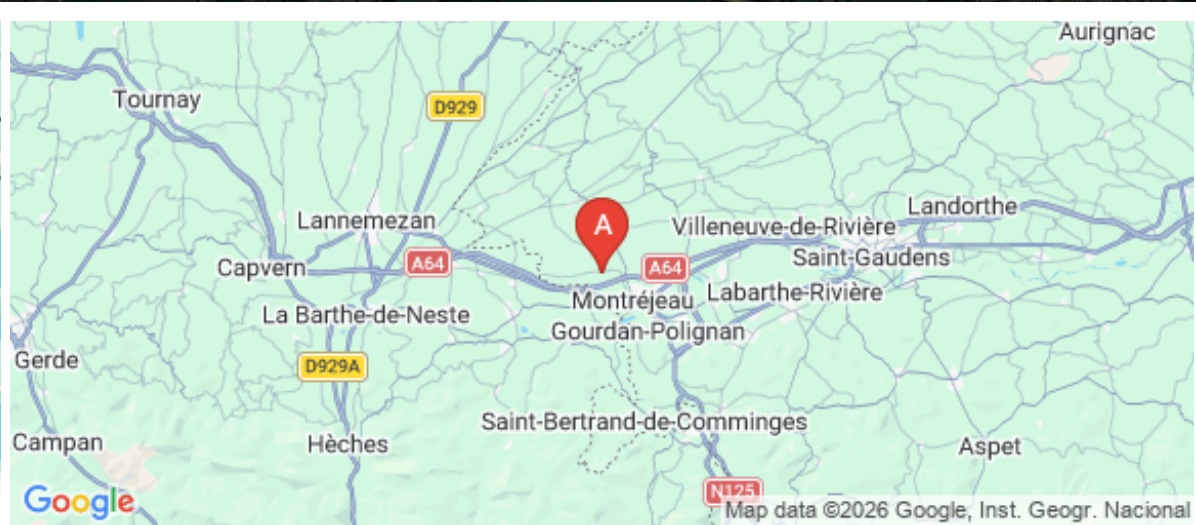 Aurignac
Tournay
D929
Lannemezan
A
Landorthe
Villeneuve-de-Rivière
Saint-Gaudens
Capvern
A64
A64
Montréjeau
Labarthe-Rivière
La Barthe-de-Neste
Gourdan-Polignan
Gerde
D929A
Saint-Bertrand-de-Comminges
Campan
Hèches
Aspet
N125
Google
Map data ©2026 Google, Inst. Geogr. Nacional